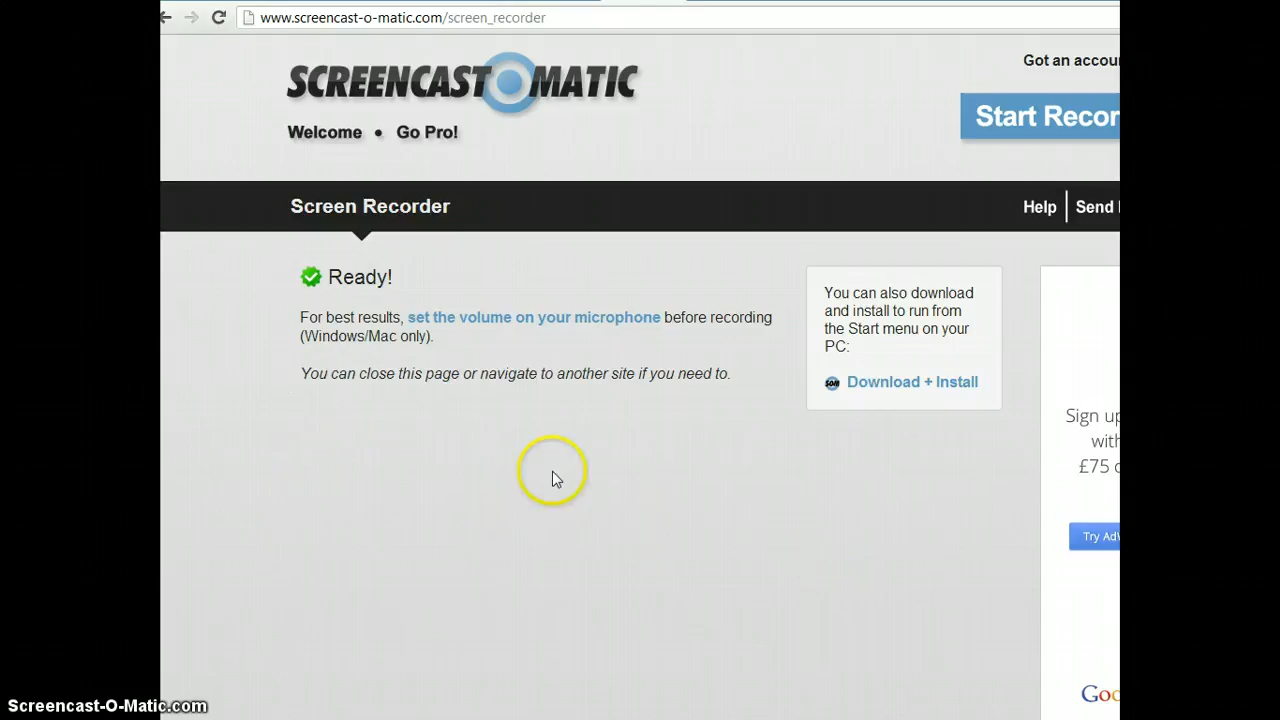 www.screencast-o-matic.com/screen_recorder
SCREENCAST O MATIC
Got an accou
Welcome • Go Pro!
Start Recor
Screen Recorder
Help
Send
Ready!
For best results, set the volume on your microphone before recording
(Windows/Mac only).
You can close this page or navigate to another site if you need to.
You can also download
and install to run from
the Start menu on your
PC:
SOM Download + Install
Sign up
with
£75
Try AdW
Goo
Screencast-O-Matic.com